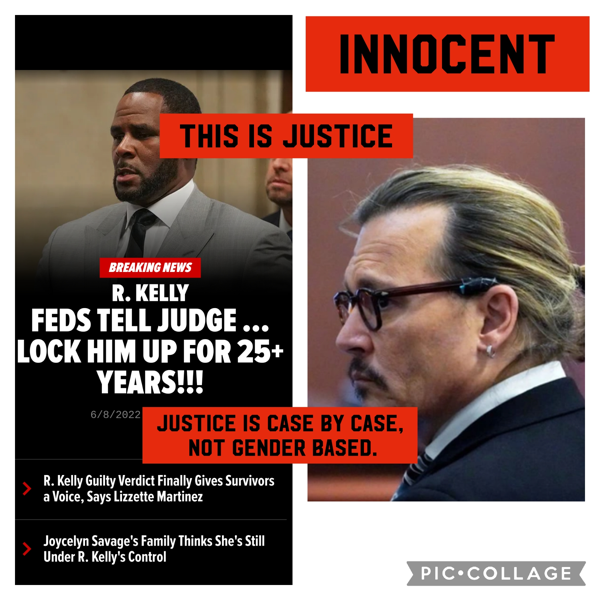 INNOCENT
THIS IS JUSTICE
BREAKING NEWS
R. KELLY
FEDS TELL JUDGE ...
LOCK HIM UP FOR 25+
YEARS!!!
6/8/2022
JUSTICE IS CASE BY CASE,
NOT GENDER BASED.
R. Kelly Guilty Verdict Finally Gives Survivors
a Voice, Says Lizzette Martinez
Joycelyn Savage's Family Thinks She's Still
Under R. Kelly's Control
PIC•COLLAGE